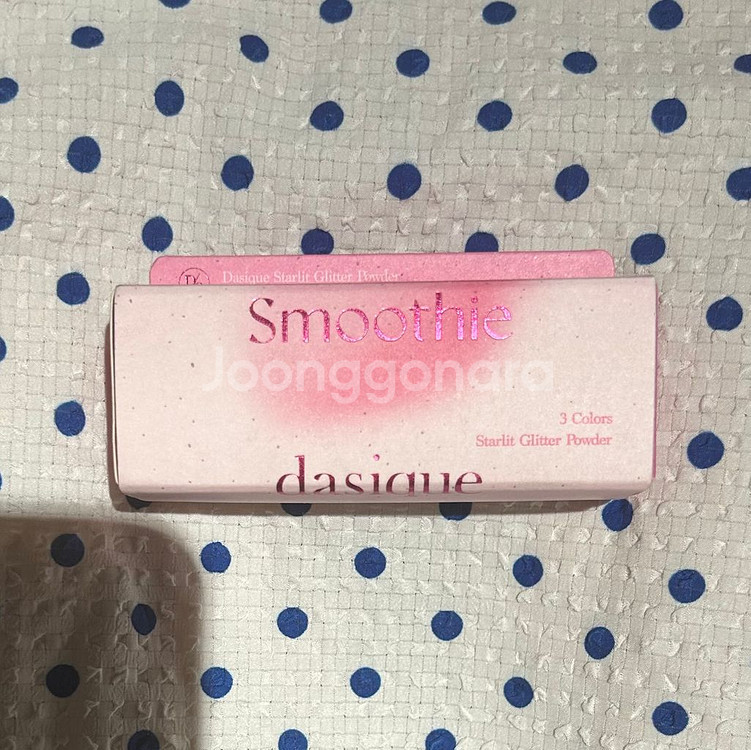 Dasique Starlit Glitter Powder
Smoothie
Joonggonara
3 Colors
Starlit Glitter Powder
dasique